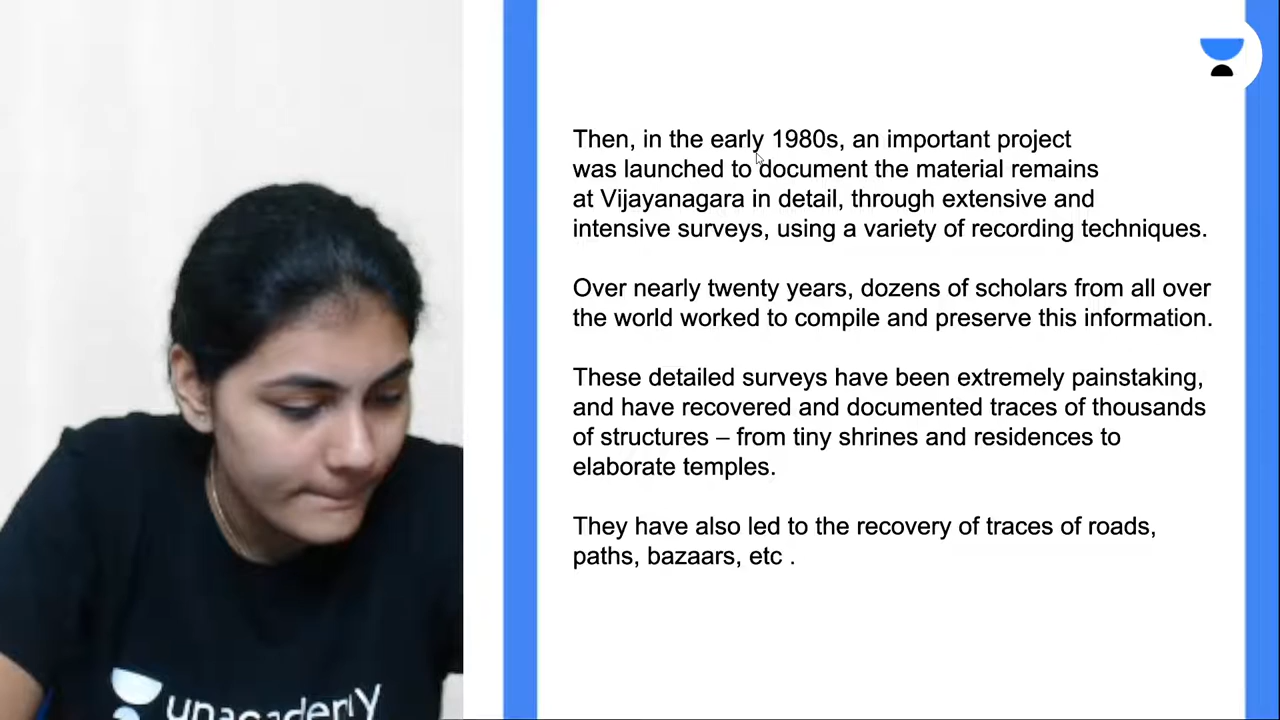 Then, in the early 1980s, an important project
was launched to document the material remains
at Vijayanagara in detail, through extensive and
intensive surveys, using a variety of recording techniques.
Over nearly twenty years, dozens of scholars from all over
the world worked to compile and preserve this information.
These detailed surveys have been extremely painstaking,
and have recovered and documented traces of thousands
of structures – from tiny shrines and residences to
elaborate temples.
They have also led to the recovery of traces of roads,
paths, bazaars, etc .
unacademy